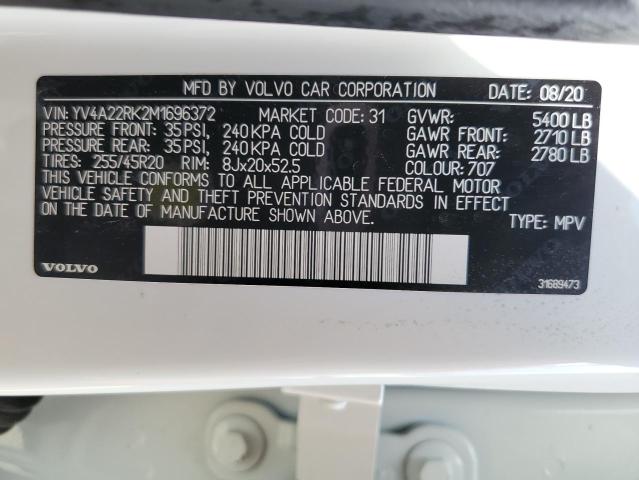 MFD BY VOLVO CAR CORPORATION DATE: 08/20
VIN: YV4A22RK2M1696372 MARKET CODE: 31 GVWR: 5400 LB
PRESSURE FRONT: 35 PSI, 240 KPA COLD GAWR FRONT: 2710 LB
PRESSURE REAR: 35 PSI, 240 KPA COLD GAWR REAR: 2780 LB
TIRES: 255/45R20 RIM: 8Jx20x52.5 COLOUR: 707
THIS VEHICLE CONFORMS TO ALL APPLICABLE FEDERAL MOTOR
VEHICLE SAFETY AND THEFT PREVENTION STANDARDS IN EFFECT
ON THE DATE OF MANUFACTURE SHOWN ABOVE. TYPE: MPV
VOLVO 31689473